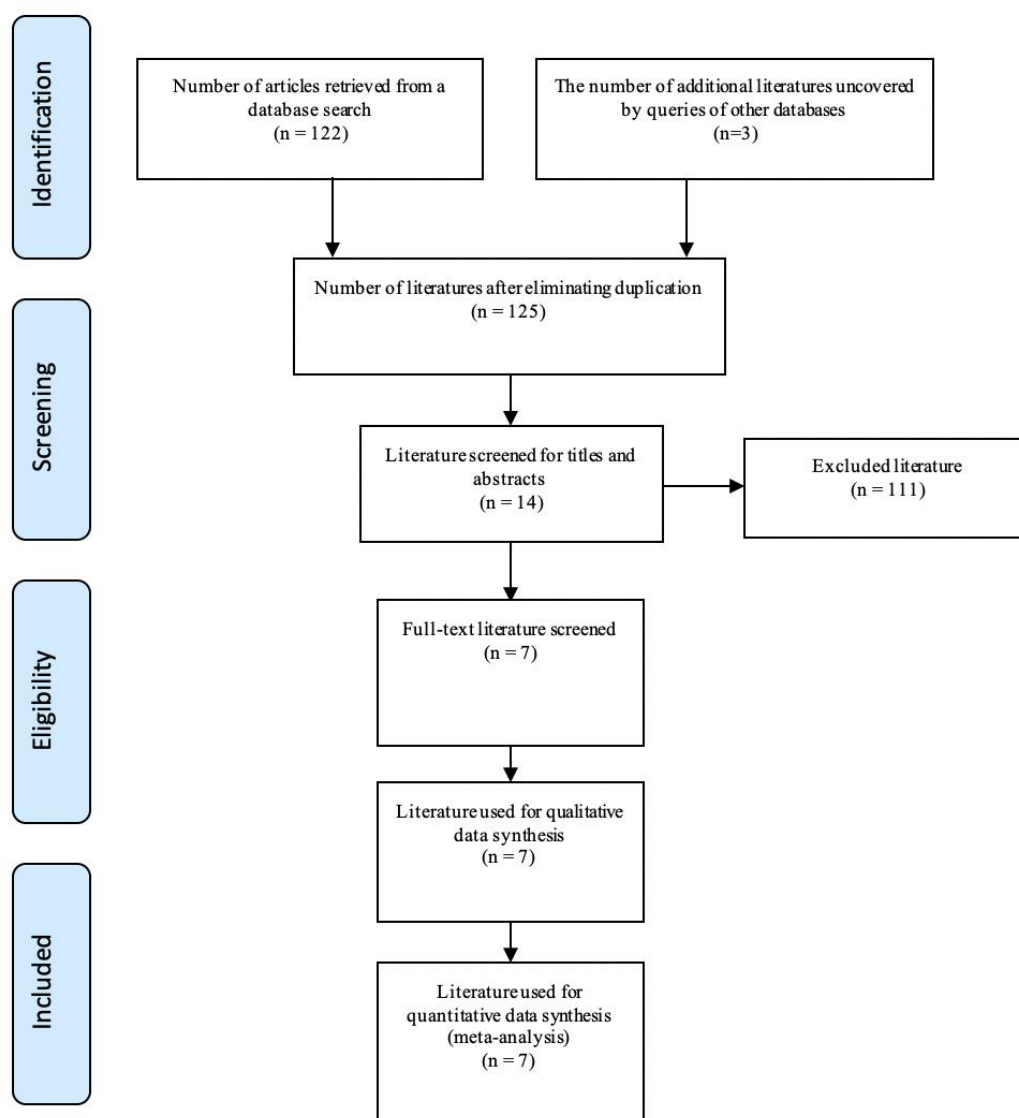 Identification
Number of articles retrieved from a
database search
(n = 122)
The number of additional literatures uncovered
by queries of other databases
(n=3)
Number of literatures after eliminating duplication
(n = 125)
Screening
Literature screened for titles and
abstracts
(n = 14)
Excluded literature
(n = 111)
Eligibility
Full-text literature screened
(n = 7)
Literature used for qualitative
data synthesis
(n = 7)
Included
Literature used for
quantitative data synthesis
(meta-analysis)
(n = 7)